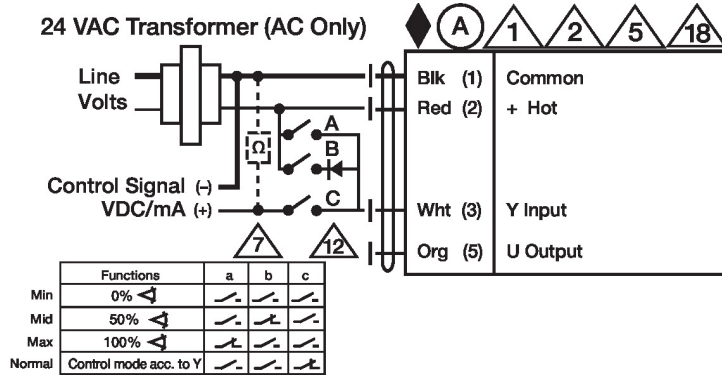 24 VAC Transformer (AC Only)
A 1 2 5 18
Line
Volts
Blk (1) Common
Red (2) + Hot
A
B
Ω
Control Signal (-)
VDC/mA (+)
C
Wht (3) Y Input
7 12
Org (5) U Output
Functions a b c
Min 0%
Mid 50%
Max 100%
Normal Control mode acc. to Y